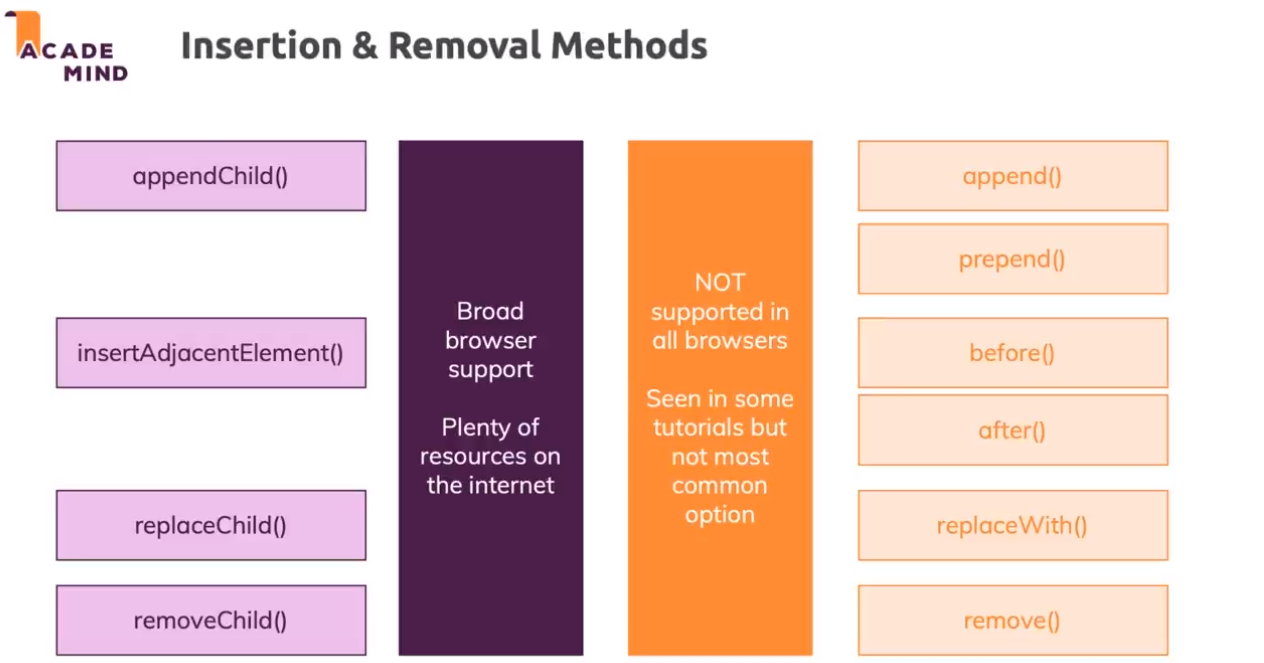 ACADE
MIND
Insertion & Removal Methods
appendChild()
insertAdjacentElement()
replaceChild()
removeChild()
Broad
browser
support
Plenty of
resources on
the internet
NOT
supported in
all browsers
Seen in some
tutorials but
not most
common
option
append()
prepend()
before()
after()
replaceWith()
remove()